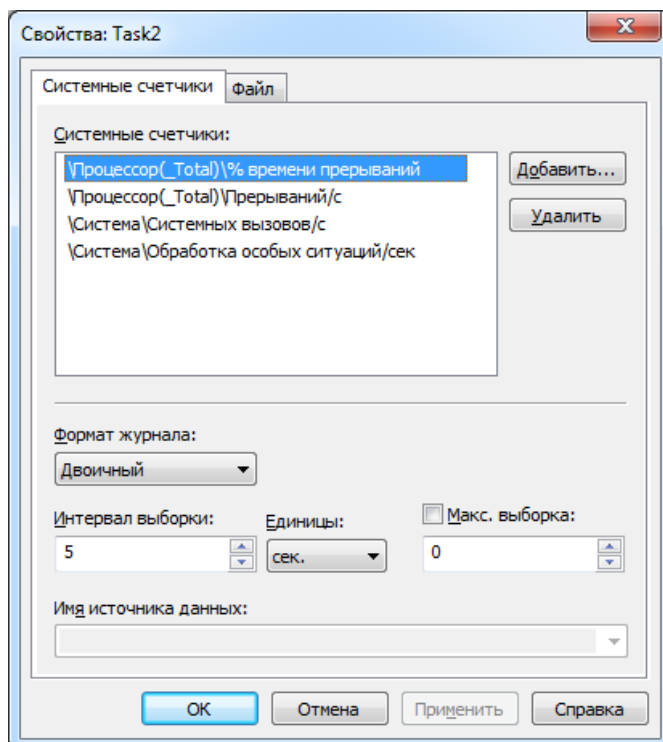 Свойства: Task2
Системные счетчики Файл
Системные счетчики:
\Процессор(_Total)\% времени прерываний
\Процессор(_Total)\Прерываний/с
\Система\Системных вызовов/с
\Система\Обработка особых ситуаций/сек
Добавить...
Удалить
Формат журнала:
Двоичный
Интервал выборки: Единицы: Макс. выборка:
5 сек. 0
Имя источника данных:
ОК Отмена Применить Справка